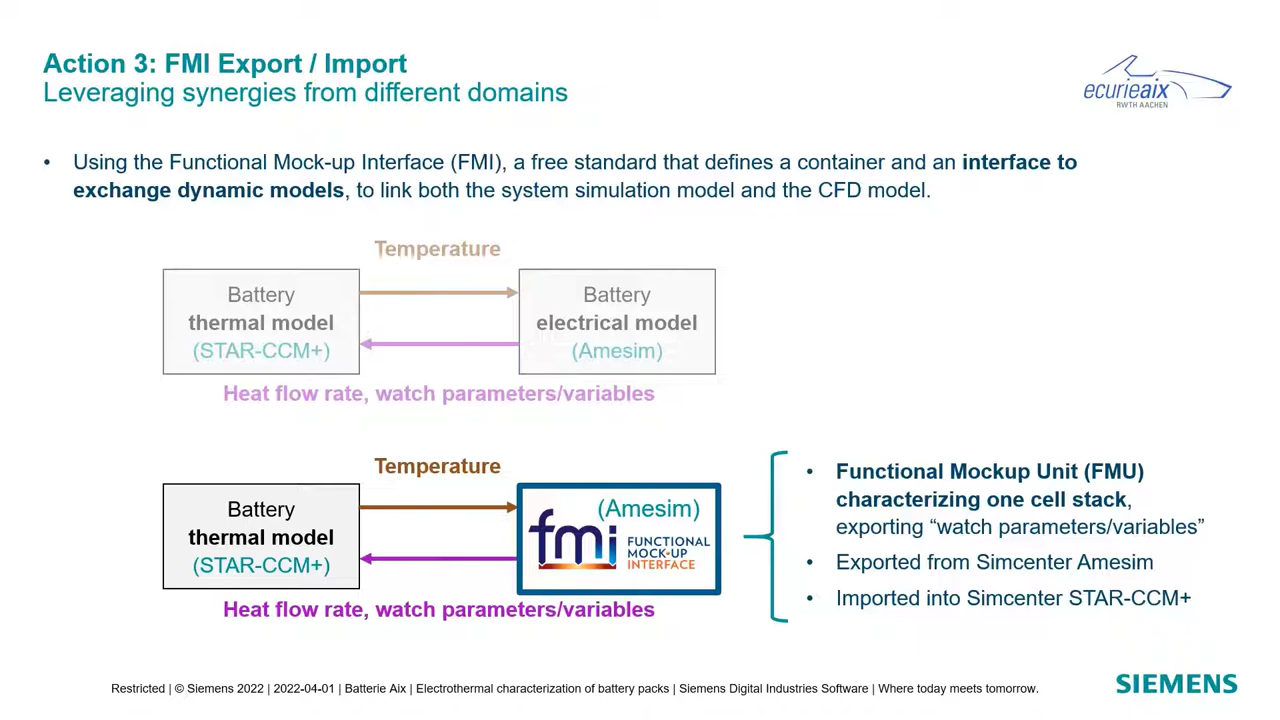 Action 3: FMI Export / Import
Leveraging synergies from different domains
ecurieaix
RWTH AACHEN
• Using the Functional Mock-up Interface (FMI), a free standard that defines a container and an interface to
exchange dynamic models, to link both the system simulation model and the CFD model.
Temperature
Battery
thermal model
(STAR-CCM+)
Battery
electrical model
(Amesim)
Heat flow rate, watch parameters/variables
Temperature
Battery
thermal model
(STAR-CCM+)
(Amesim)
fmi
FUNCTIONAL
MOCK-UP
INTERFACE
Heat flow rate, watch parameters/variables
• Functional Mockup Unit (FMU)
characterizing one cell stack,
exporting “watch parameters/variables”
• Exported from Simcenter Amesim
• Imported into Simcenter STAR-CCM+
Restricted | © Siemens 2022 | 2022-04-01 | Batterie Aix | Electrothermal characterization of battery packs | Siemens Digital Industries Software | Where today meets tomorrow.
SIEMENS